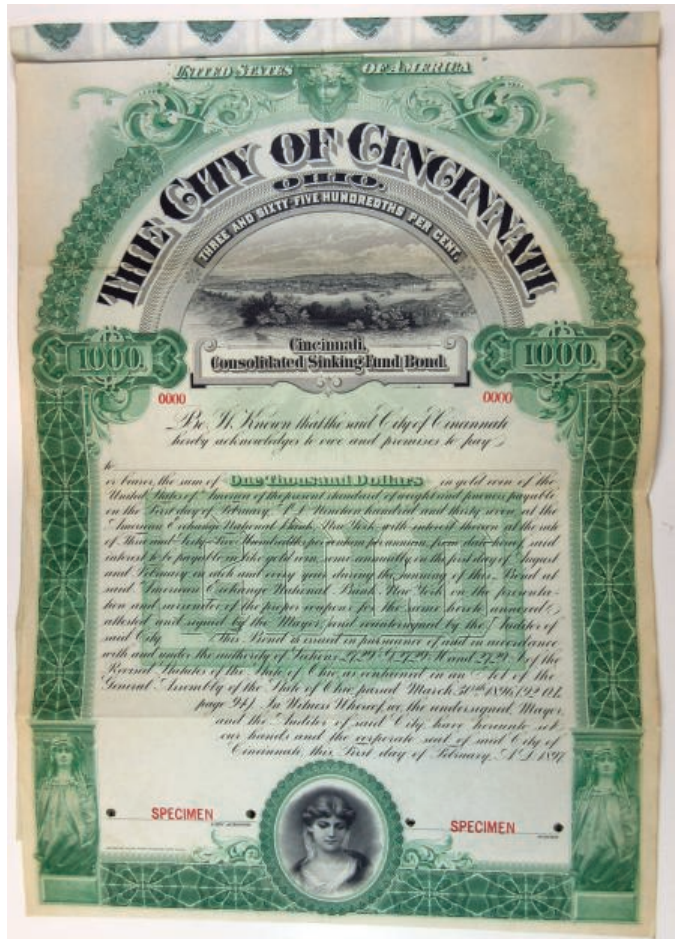 UNITED STATES OF AMERICA
THE CITY OF CINCINNATI,
OHIO.
THREE AND SIXTY-FIVE HUNDREDTHS PER CENT.
Cincinnati,
Consolidated Sinking Fund Bond.
1000. 1000.
0000 0000
Be It Known that the said City of Cincinnati
hereby acknowledges to owe and promises to pay
to
or bearer, the sum of One Thousand Dollars in gold coin of the
United States of America of the present standard of weight and fineness payable
on the First day of February, A.D. Nineteen hundred and thirty seven, at the
American Exchange National Bank, New York, with interest thereon at the rate
of Three and Sixty-Five Hundredths per centum per annum, from date hereof, said
interest to be payable in like gold coin, semi-annually on the first day of August
and February in each and every year during the running of this Bond at
said American Exchange National Bank New York on the presenta-
tion and surrender of the proper coupons for the same hereto annexed
attested and signed by the Mayor, and countersigned by the Auditor of
said City. This Bond is issued in pursuance of and in accordance
with and under the authority of Sections 2729 and of the
Revised Statutes of the State of Ohio, as contained in an Act of the
General Assembly of the State of Ohio, passed March 30th 1896 (92 O.L.
page 94). In Witness Whereof, we, the undersigned, Mayor,
and the Auditor of said City, have hereunto set
our hands and the corporate seal of said City of
Cincinnati, this First day of February, A.D. 1897
SPECIMEN SPECIMEN